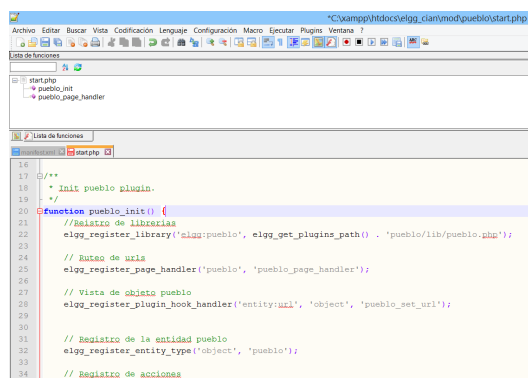 *C:\xampp\htdocs\elgg_cian\mod\pueblo\start.php
Archivo Editar Buscar Vista Codificación Lenguaje Configuración Macro Ejecutar Plugins Ventana ?
Lista de funciones
start.php
pueblo_init
pueblo_page_handler
Lista de funciones
manifest.xml start.php
16
17 /**
18 * Init pueblo plugin.
19 */
20 function pueblo_init() {
21 //Reistro de librerias
22 elgg_register_library('elgg:pueblo', elgg_get_plugins_path() . 'pueblo/lib/pueblo.php');
23
24 // Ruteo de urls
25 elgg_register_page_handler('pueblo', 'pueblo_page_handler');
26
27 // Vista de objeto pueblo
28 elgg_register_plugin_hook_handler('entity:url', 'object', 'pueblo_set_url');
29
30
31 // Registro de la entidad pueblo
32 elgg_register_entity_type('object', 'pueblo');
33
34 // Registro de acciones